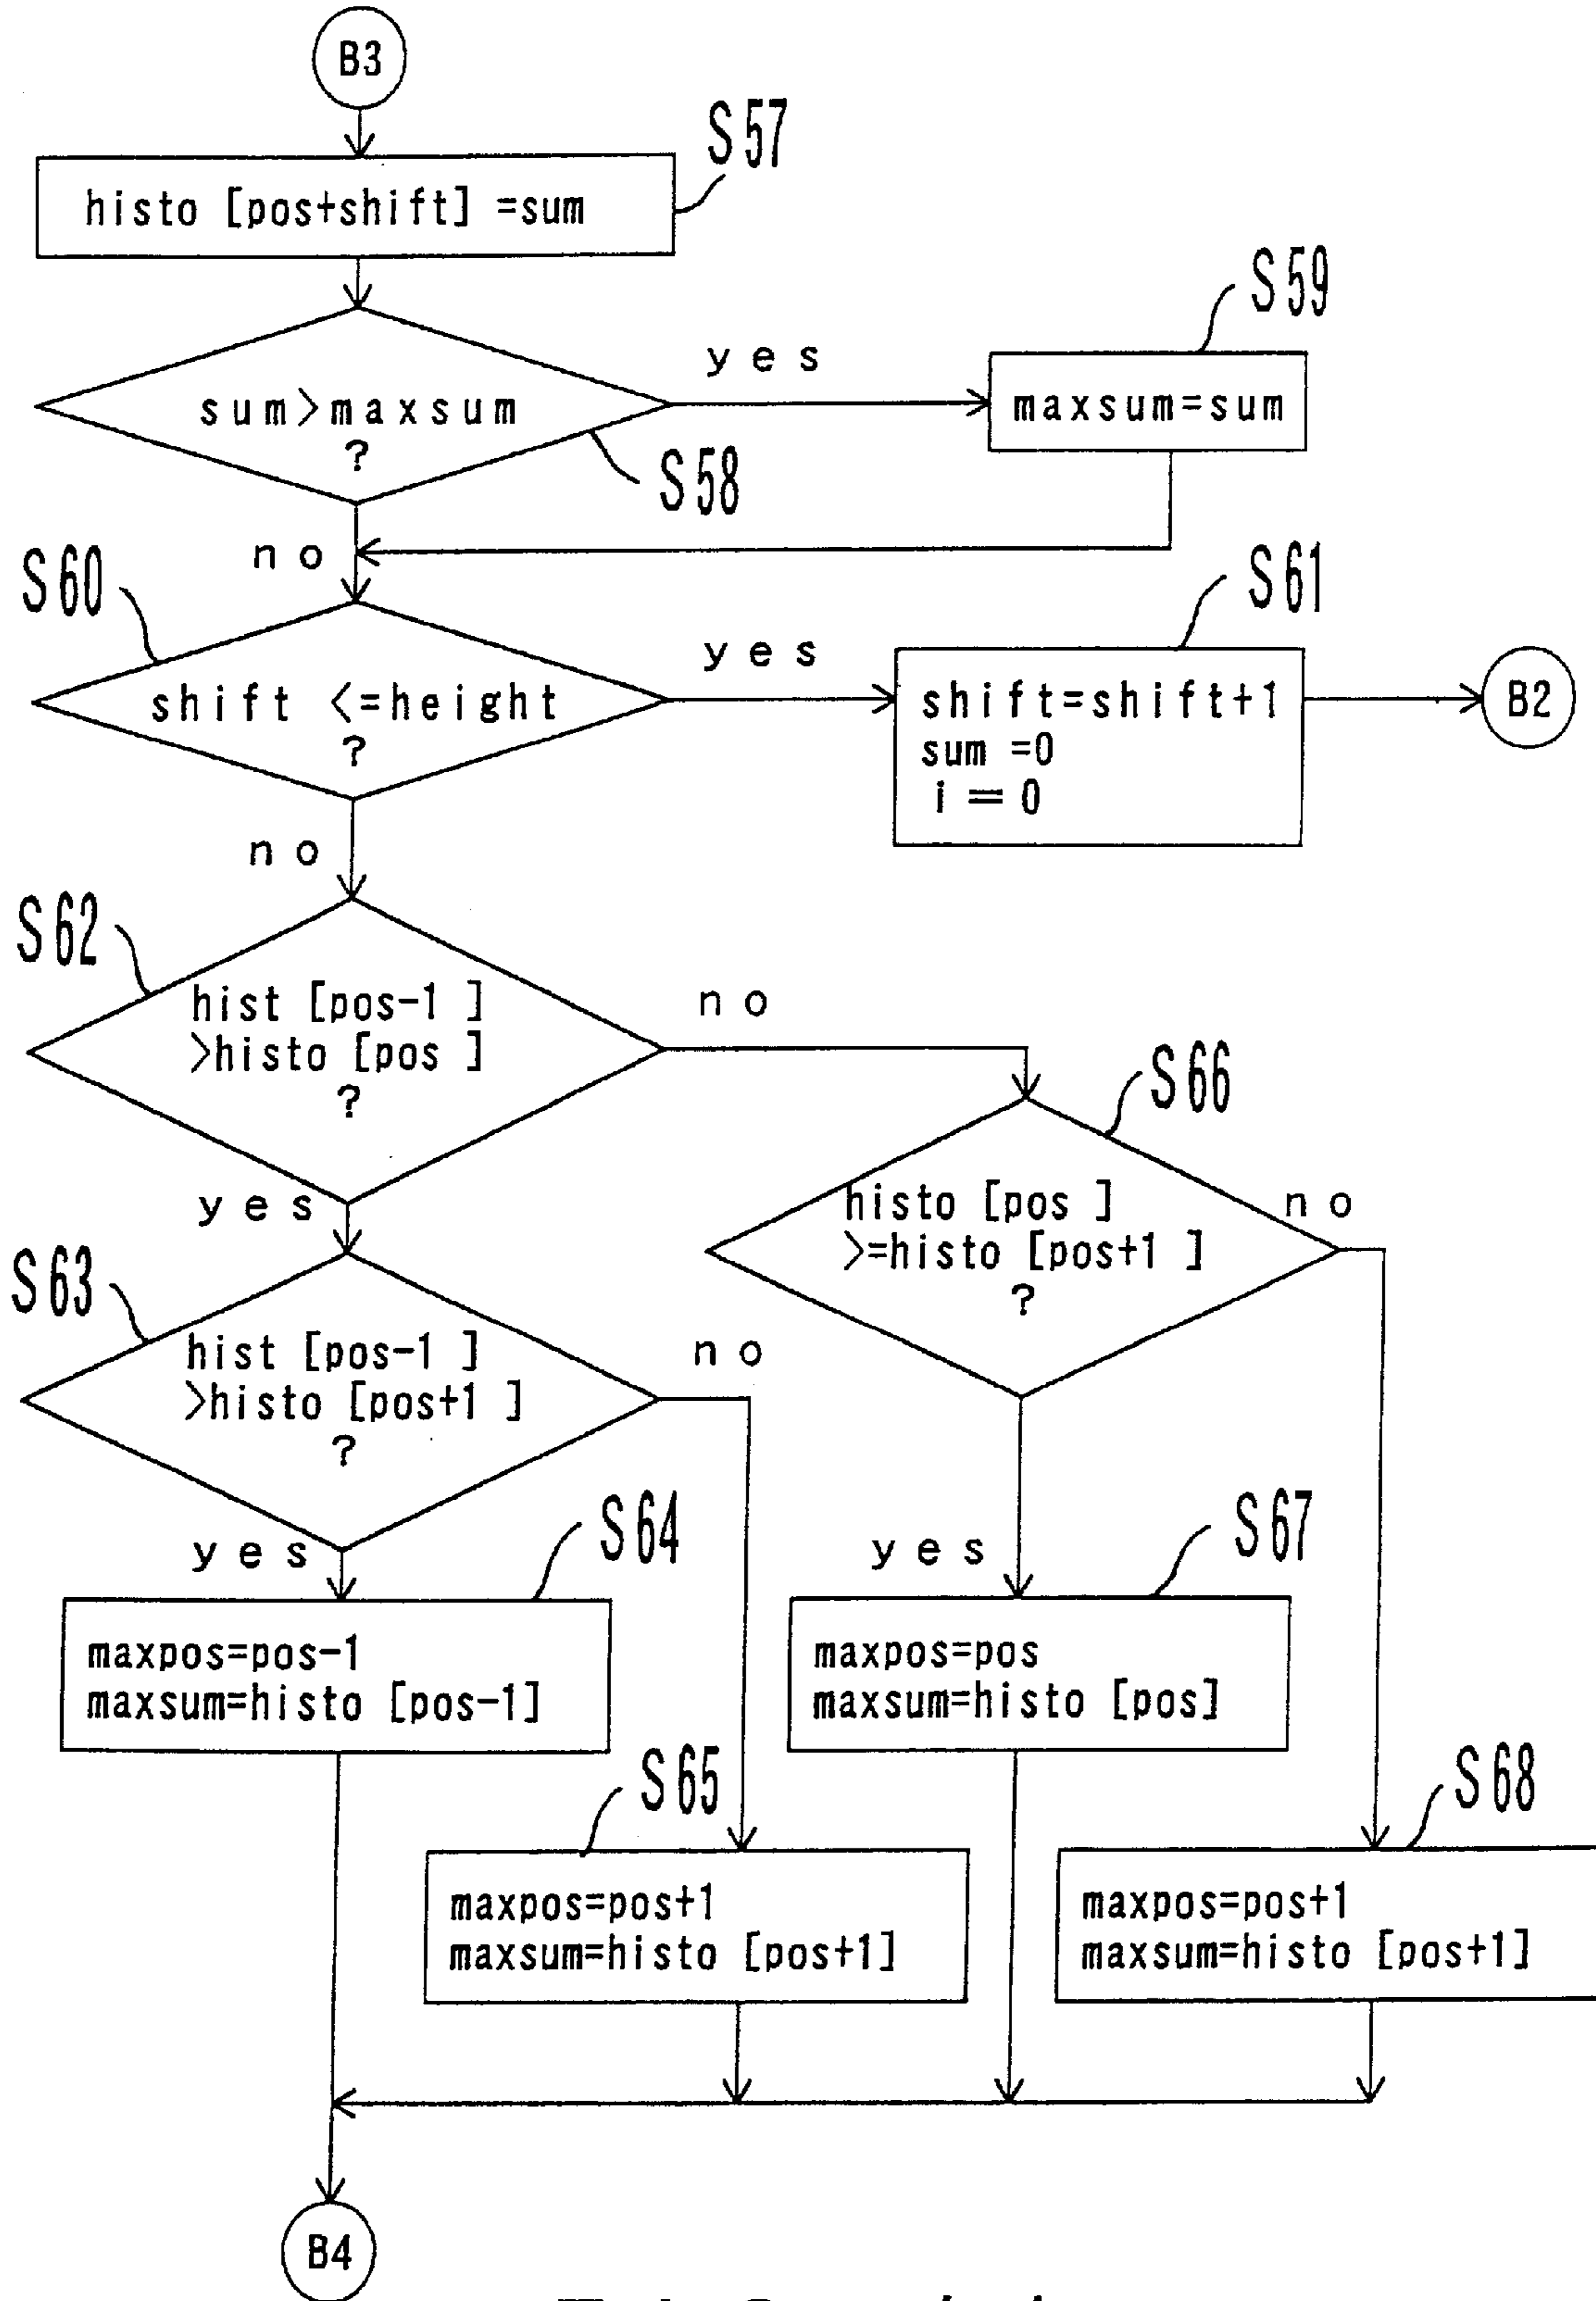 B3
S57
histo [pos+shift] =sum
S59
yes
maxsum=sum
sum>maxsum
?
S58
no
S60
S61
yes
shift <=height
?
shift=shift+1
sum =0
i = 0
B2
no
S62
hist [pos-1 ]
>histo [pos ]
?
no
S66
yes
histo [pos ]
>=histo [pos+1 ]
?
no
S63
hist [pos-1 ]
>histo [pos+1 ]
?
no
S64
yes
S67
yes
maxpos=pos-1
maxsum=histo [pos-1]
maxpos=pos
maxsum=histo [pos]
S65
S68
maxpos=pos+1
maxsum=histo [pos+1]
maxpos=pos+1
maxsum=histo [pos+1]
B4